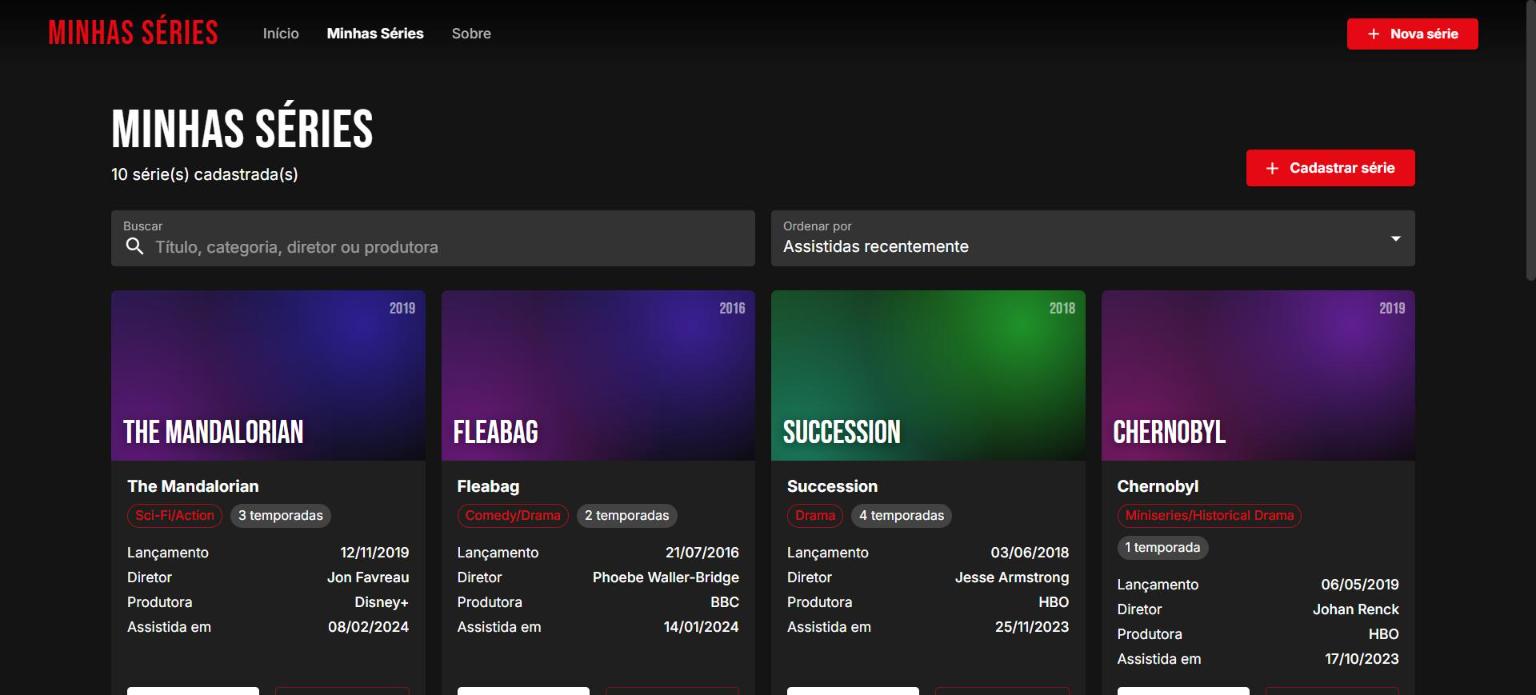 MINHAS SÉRIES Início Minhas Séries Sobre + Nova série
MINHAS SÉRIES
10 série(s) cadastrada(s)
+ Cadastrar série
Buscar
Título, categoria, diretor ou produtora
Ordenar por
Assistidas recentemente
2019
THE MANDALORIAN
The Mandalorian
Sci-Fi/Action 3 temporadas
Lançamento 12/11/2019
Diretor Jon Favreau
Produtora Disney+
Assistida em 08/02/2024
2016
FLEABAG
Fleabag
Comedy/Drama 2 temporadas
Lançamento 21/07/2016
Diretor Phoebe Waller-Bridge
Produtora BBC
Assistida em 14/01/2024
2018
SUCCESSION
Succession
Drama 4 temporadas
Lançamento 03/06/2018
Diretor Jesse Armstrong
Produtora HBO
Assistida em 25/11/2023
2019
CHERNOBYL
Chernobyl
Miniseries/Historical Drama
1 temporada
Lançamento 06/05/2019
Diretor Johan Renck
Produtora HBO
Assistida em 17/10/2023